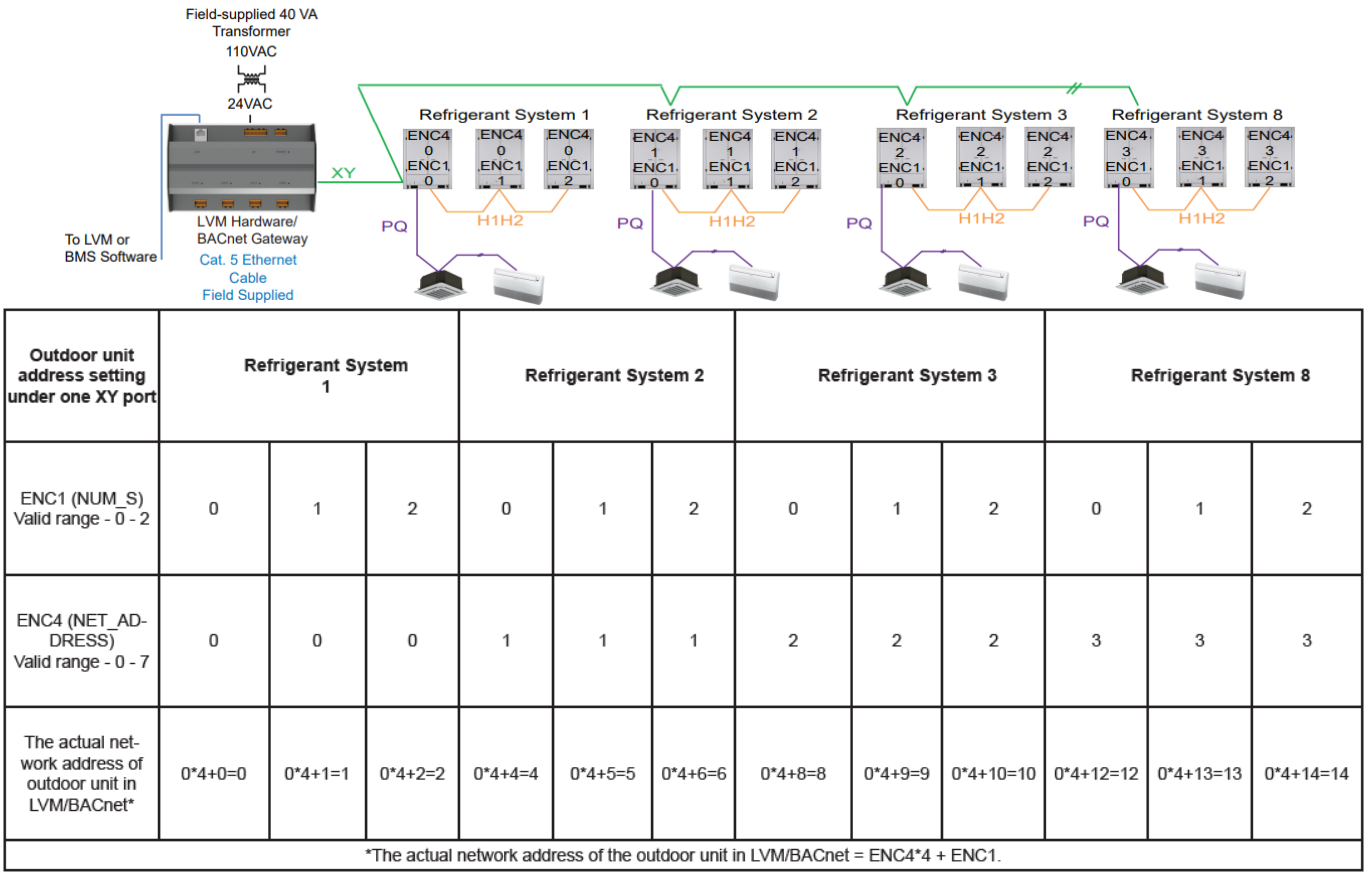 Field-supplied 40 VA
Transformer
110VAC
24VAC
XY
LVM Hardware/
BACnet Gateway
To LVM or
BMS Software
Cat. 5 Ethernet
Cable
Field Supplied
Refrigerant System 1
ENC4 ENC4 ENC4
0 0 0
ENC1 ENC1 ENC1
0 1 2
PQ H1H2
Refrigerant System 2
ENC4 ENC4 ENC4
1 1 1
ENC1 ENC1 ENC1
0 1 2
PQ H1H2
Refrigerant System 3
ENC4 ENC4 ENC4
2 2 2
ENC1 ENC1 ENC1
0 1 2
PQ H1H2
Refrigerant System 8
ENC4 ENC4 ENC4
3 3 3
ENC1 ENC1 ENC1
0 1 2
PQ H1H2
Outdoor unit
address setting
under one XY port
Refrigerant System
1
Refrigerant System 2
Refrigerant System 3
Refrigerant System 8
ENC1 (NUM_S)
Valid range - 0 - 2
0 1 2 0 1 2 0 1 2 0 1 2
ENC4 (NET_AD-
DRESS)
Valid range - 0 - 7
0 0 0 1 1 1 2 2 2 3 3 3
The actual net-
work address of
outdoor unit in
LVM/BACnet*
0*4+0=0 0*4+1=1 0*4+2=2 0*4+4=4 0*4+5=5 0*4+6=6 0*4+8=8 0*4+9=9 0*4+10=10 0*4+12=12 0*4+13=13 0*4+14=14
*The actual network address of the outdoor unit in LVM/BACnet = ENC4*4 + ENC1.